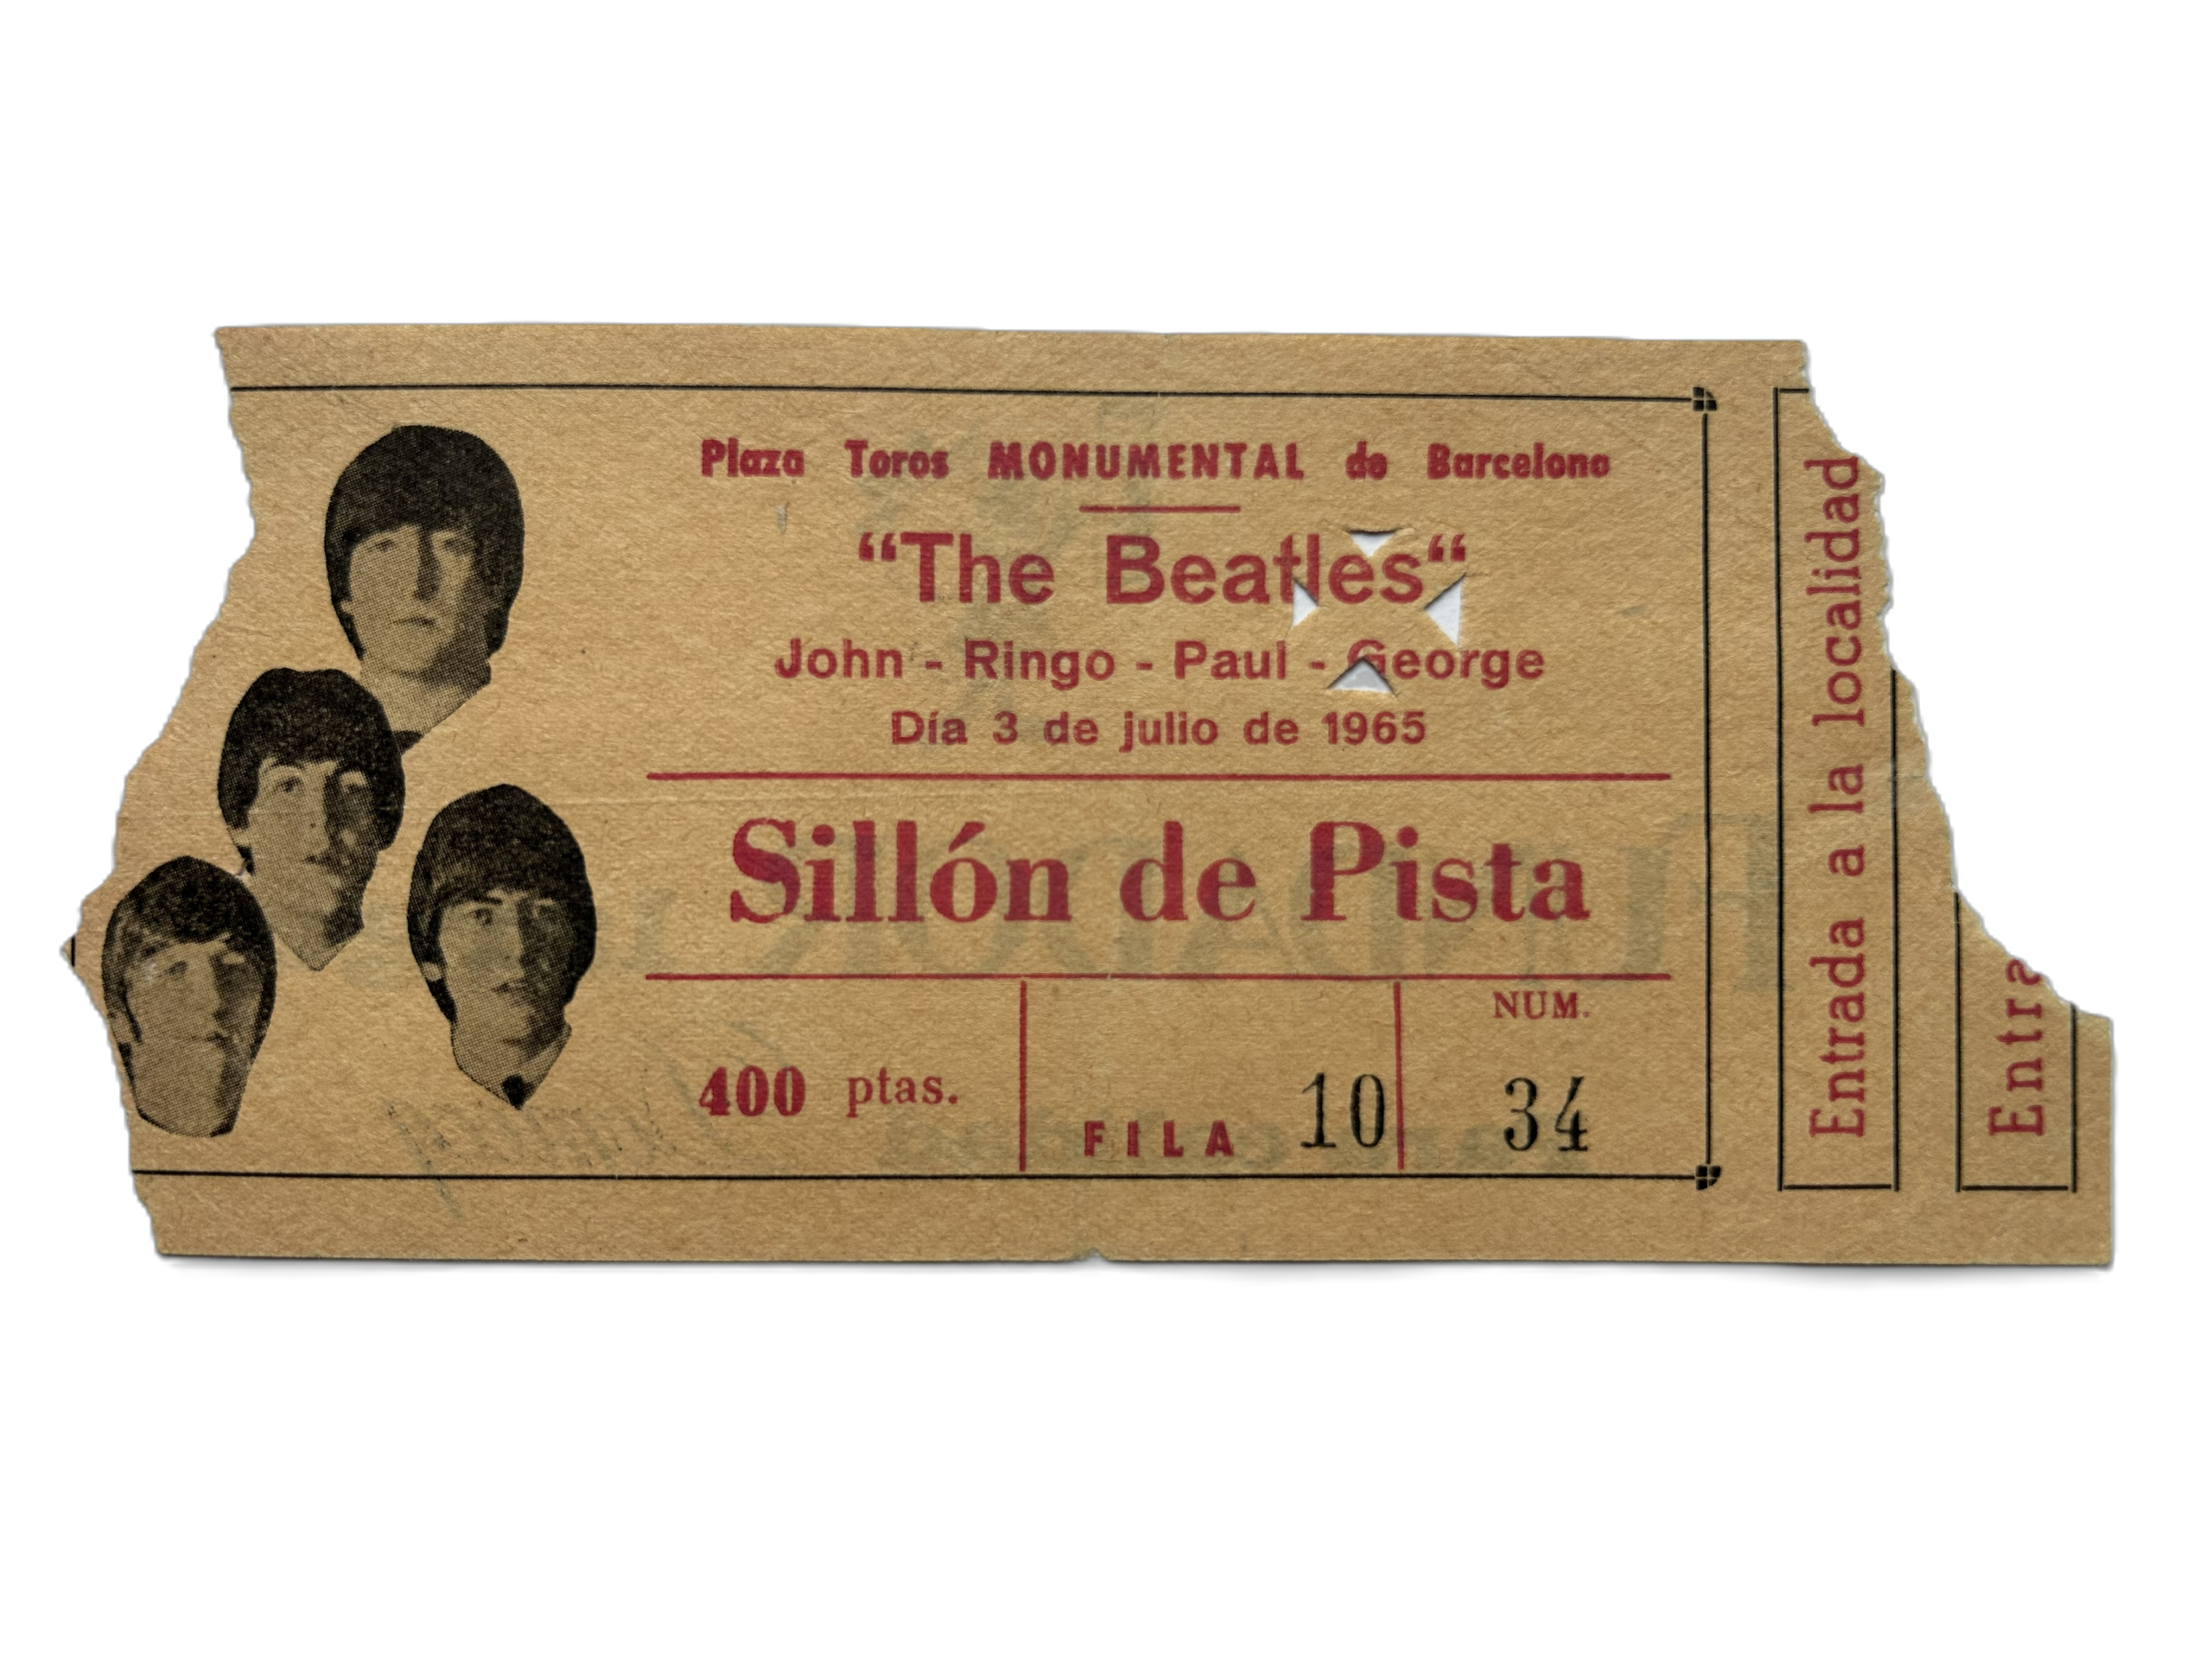 Plaza Toros MONUMENTAL de Barcelona
“The Beatles“
John - Ringo - Paul - George
Día 3 de julio de 1965
Sillón de Pista
400 ptas.
FILA 10
NUM.
34
Entrada a la localidad
Entra